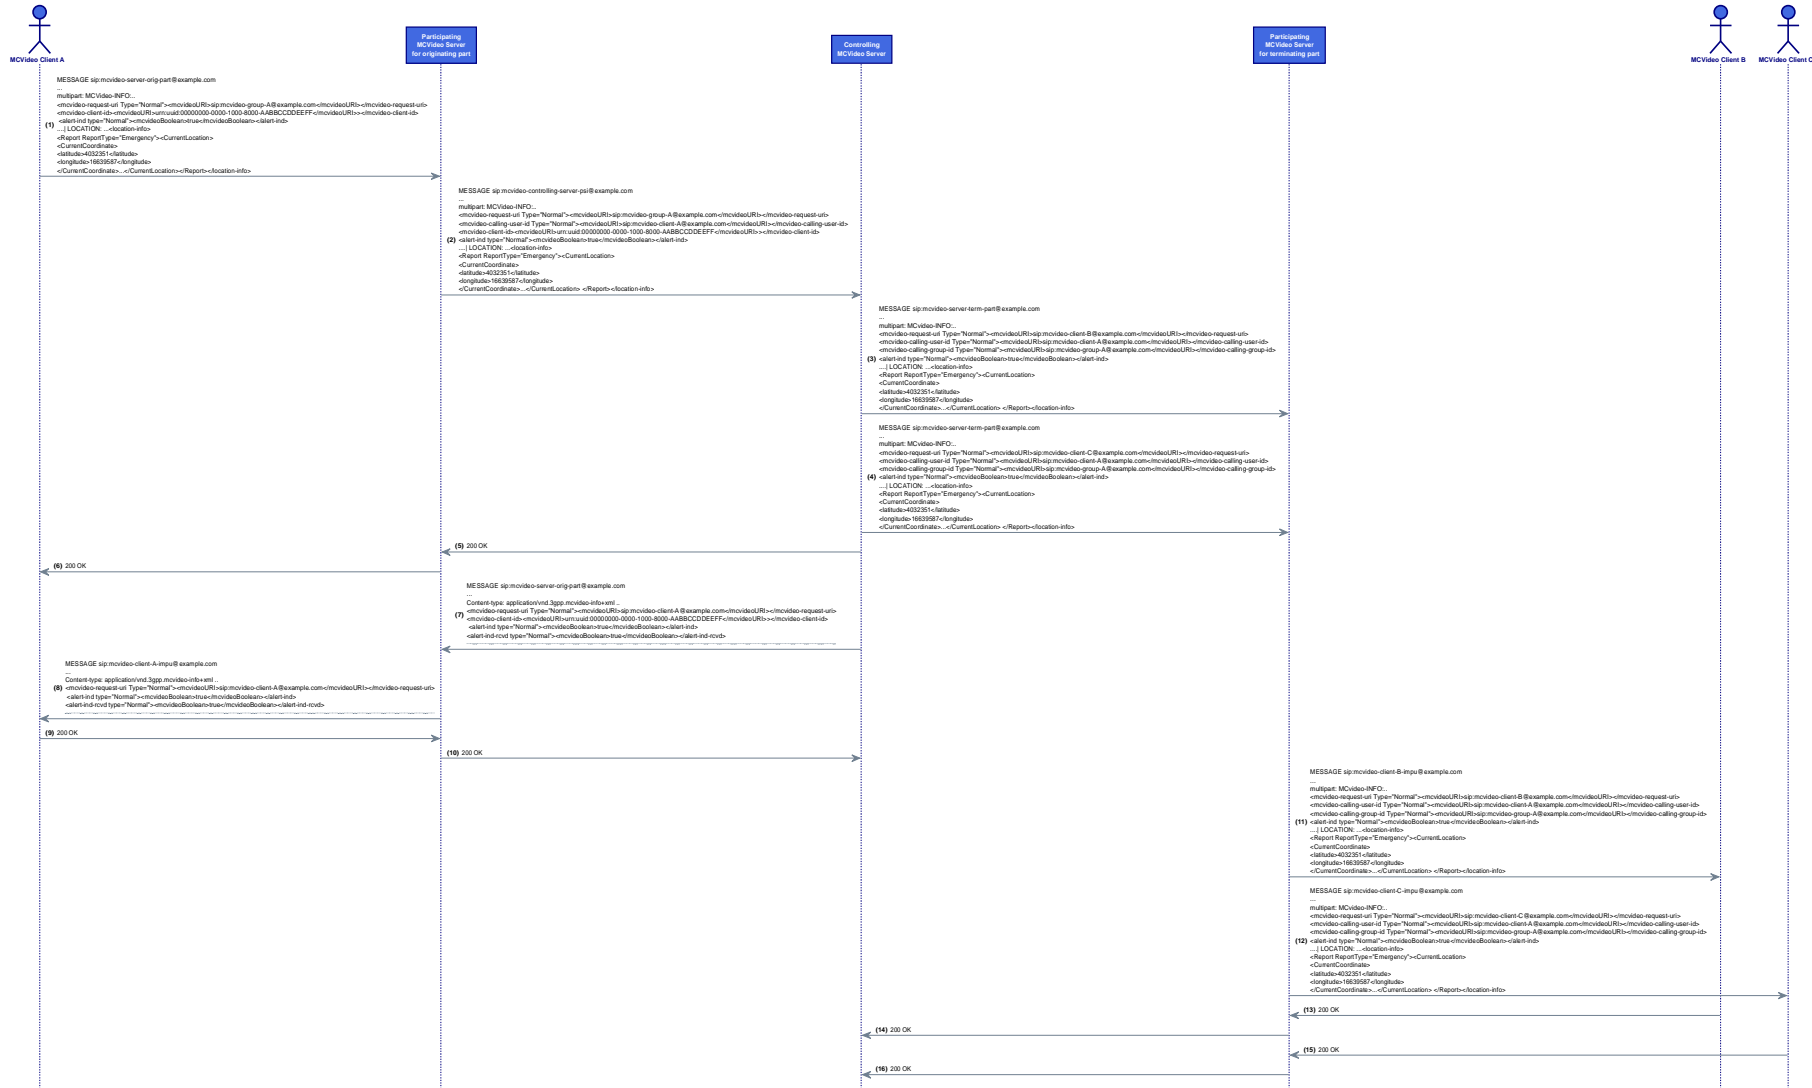 MCVideo Client A
Participating
MCVideo Server
for originating part
Controlling
MCVideo Server
Participating
MCVideo Server
for terminating part
MCVideo Client B
MCVideo Client C
MESSAGE sip:mcvideo-server-orig-part@example.com
...
multipart: MCVideo-INFO:..
<mcvideo-request-uri Type="Normal"><mcvideoURI>sip:mcvideo-group-A@example.com</mcvideoURI></mcvideo-request-uri>
<mcvideo-client-id><mcvideoURI>urn:uuid:00000000-0000-1000-8000-AABBCCDDEEFF</mcvideoURI>></mcvideo-client-id>
<alert-ind type="Normal"><mcvideoBoolean>true</mcvideoBoolean></alert-ind>
(1) ....| LOCATION: ...<location-info>
<Report ReportType="Emergency"><CurrentLocation>
<CurrentCoordinate>
<latitude>4032351</latitude>
<longitude>16639587</longitude>
</CurrentCoordinate>...</CurrentLocation></Report></location-info>
MESSAGE sip:mcvideo-controlling-server-psi@example.com
...
multipart: MCVideo-INFO:..
<mcvideo-request-uri Type="Normal"><mcvideoURI>sip:mcvideo-group-A@example.com</mcvideoURI></mcvideo-request-uri>
<mcvideo-calling-user-id Type="Normal"><mcvideoURI>sip:mcvideo-client-A@example.com</mcvideoURI></mcvideo-calling-user-id>
<mcvideo-client-id><mcvideoURI>urn:uuid:00000000-0000-1000-8000-AABBCCDDEEFF</mcvideoURI>></mcvideo-client-id>
(2) <alert-ind type="Normal"><mcvideoBoolean>true</mcvideoBoolean></alert-ind>
....| LOCATION: ...<location-info>
<Report ReportType="Emergency"><CurrentLocation>
<CurrentCoordinate>
<latitude>4032351</latitude>
<longitude>16639587</longitude>
</CurrentCoordinate>...</CurrentLocation> </Report></location-info>
MESSAGE sip:mcvideo-server-term-part@example.com
...
multipart: MCvideo-INFO:..
<mcvideo-request-uri Type="Normal"><mcvideoURI>sip:mcvideo-client-B@example.com</mcvideoURI></mcvideo-request-uri>
<mcvideo-calling-user-id Type="Normal"><mcvideoURI>sip:mcvideo-client-A@example.com</mcvideoURI></mcvideo-calling-user-id>
<mcvideo-calling-group-id Type="Normal"><mcvideoURI>sip:mcvideo-group-A@example.com</mcvideoURI></mcvideo-calling-group-id>
(3) <alert-ind type="Normal"><mcvideoBoolean>true</mcvideoBoolean></alert-ind>
....| LOCATION: ...<location-info>
<Report ReportType="Emergency"><CurrentLocation>
<CurrentCoordinate>
<latitude>4032351</latitude>
<longitude>16639587</longitude>
</CurrentCoordinate>...</CurrentLocation> </Report></location-info>
MESSAGE sip:mcvideo-server-term-part@example.com
...
multipart: MCvideo-INFO:..
<mcvideo-request-uri Type="Normal"><mcvideoURI>sip:mcvideo-client-C@example.com</mcvideoURI></mcvideo-request-uri>
<mcvideo-calling-user-id Type="Normal"><mcvideoURI>sip:mcvideo-client-A@example.com</mcvideoURI></mcvideo-calling-user-id>
<mcvideo-calling-group-id Type="Normal"><mcvideoURI>sip:mcvideo-group-A@example.com</mcvideoURI></mcvideo-calling-group-id>
(4) <alert-ind type="Normal"><mcvideoBoolean>true</mcvideoBoolean></alert-ind>
....| LOCATION: ...<location-info>
<Report ReportType="Emergency"><CurrentLocation>
<CurrentCoordinate>
<latitude>4032351</latitude>
<longitude>16639587</longitude>
</CurrentCoordinate>...</CurrentLocation> </Report></location-info>
(5) 200 OK
(6) 200 OK
MESSAGE sip:mcvideo-server-orig-part@example.com
...
Content-type: application/vnd.3gpp.mcvideo-info+xml ..
(7) <mcvideo-request-uri Type="Normal"><mcvideoURI>sip:mcvideo-client-A@example.com</mcvideoURI></mcvideo-request-uri>
<mcvideo-client-id><mcvideoURI>urn:uuid:00000000-0000-1000-8000-AABBCCDDEEFF</mcvideoURI>></mcvideo-client-id>
<alert-ind type="Normal"><mcvideoBoolean>true</mcvideoBoolean></alert-ind>
<alert-ind-rcvd type="Normal"><mcvideoBoolean>true</mcvideoBoolean></alert-ind-rcvd>
MESSAGE sip:mcvideo-client-A-impu@example.com
...
Content-type: application/vnd.3gpp.mcvideo-info+xml ..
(8) <mcvideo-request-uri Type="Normal"><mcvideoURI>sip:mcvideo-client-A@example.com</mcvideoURI></mcvideo-request-uri>
<alert-ind type="Normal"><mcvideoBoolean>true</mcvideoBoolean></alert-ind>
<alert-ind-rcvd type="Normal"><mcvideoBoolean>true</mcvideoBoolean></alert-ind-rcvd>
(9) 200 OK
(10) 200 OK
MESSAGE sip:mcvideo-client-B-impu@example.com
...
multipart: MCvideo-INFO:..
<mcvideo-request-uri Type="Normal"><mcvideoURI>sip:mcvideo-client-B@example.com</mcvideoURI></mcvideo-request-uri>
<mcvideo-calling-user-id Type="Normal"><mcvideoURI>sip:mcvideo-client-A@example.com</mcvideoURI></mcvideo-calling-user-id>
<mcvideo-calling-group-id Type="Normal"><mcvideoURI>sip:mcvideo-group-A@example.com</mcvideoURI></mcvideo-calling-group-id>
(11) <alert-ind type="Normal"><mcvideoBoolean>true</mcvideoBoolean></alert-ind>
....| LOCATION: ...<location-info>
<Report ReportType="Emergency"><CurrentLocation>
<CurrentCoordinate>
<latitude>4032351</latitude>
<longitude>16639587</longitude>
</CurrentCoordinate>...</CurrentLocation> </Report></location-info>
MESSAGE sip:mcvideo-client-C-impu@example.com
...
multipart: MCvideo-INFO:..
<mcvideo-request-uri Type="Normal"><mcvideoURI>sip:mcvideo-client-C@example.com</mcvideoURI></mcvideo-request-uri>
<mcvideo-calling-user-id Type="Normal"><mcvideoURI>sip:mcvideo-client-A@example.com</mcvideoURI></mcvideo-calling-user-id>
<mcvideo-calling-group-id Type="Normal"><mcvideoURI>sip:mcvideo-group-A@example.com</mcvideoURI></mcvideo-calling-group-id>
(12) <alert-ind type="Normal"><mcvideoBoolean>true</mcvideoBoolean></alert-ind>
....| LOCATION: ...<location-info>
<Report ReportType="Emergency"><CurrentLocation>
<CurrentCoordinate>
<latitude>4032351</latitude>
<longitude>16639587</longitude>
</CurrentCoordinate>...</CurrentLocation> </Report></location-info>
(13) 200 OK
(14) 200 OK
(15) 200 OK
(16) 200 OK